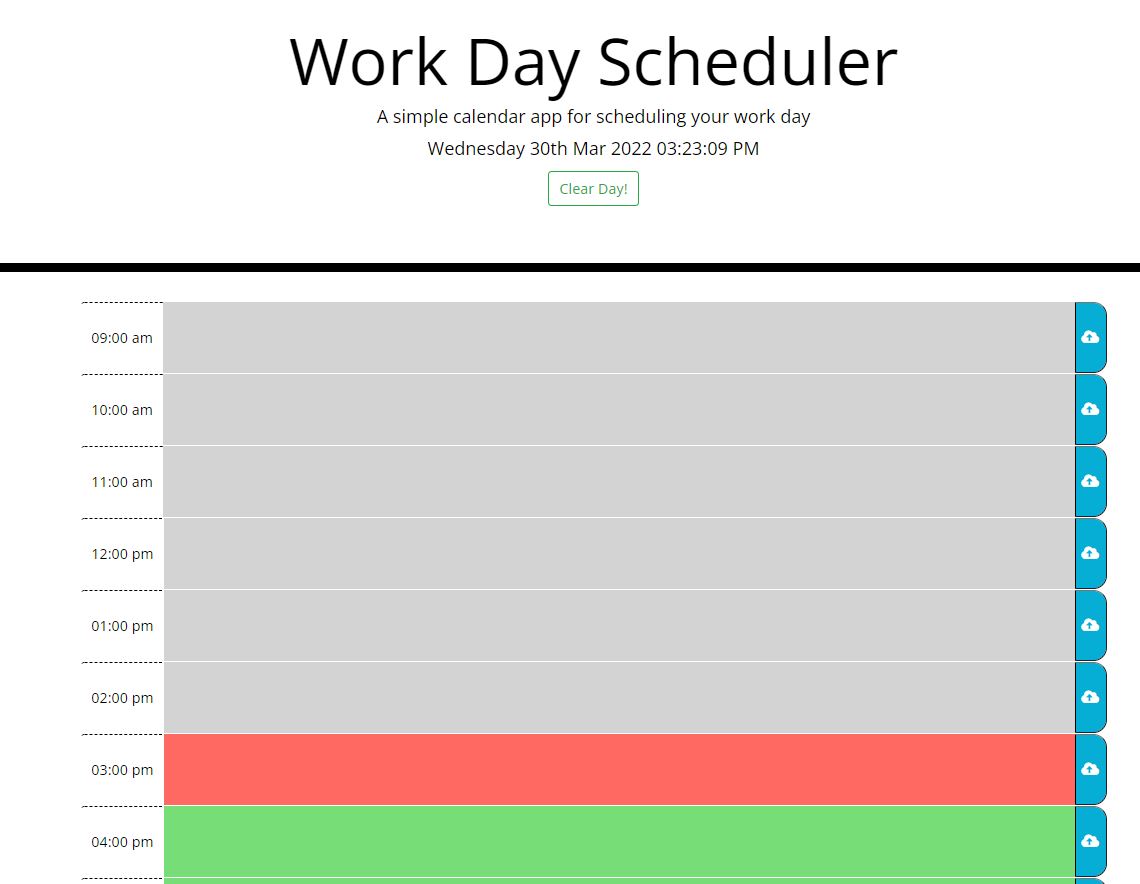 Work Day Scheduler
A simple calendar app for scheduling your work day
Wednesday 30th Mar 2022 03:23:09 PM
Clear Day!
09:00 am
10:00 am
11:00 am
12:00 pm
01:00 pm
02:00 pm
03:00 pm
04:00 pm